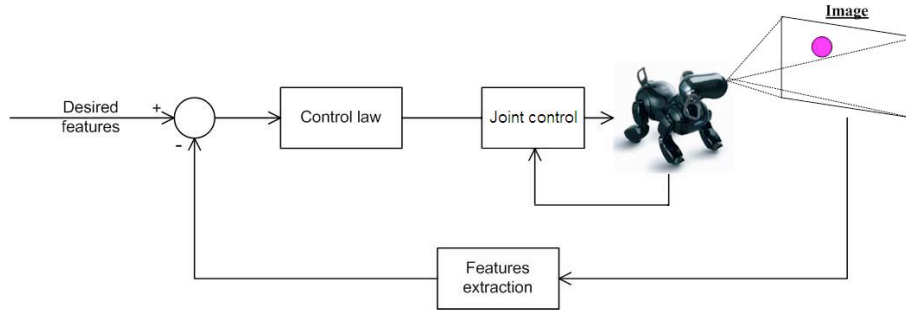 Image
Desired
features
+
-
Control law
Joint control
Features
extraction